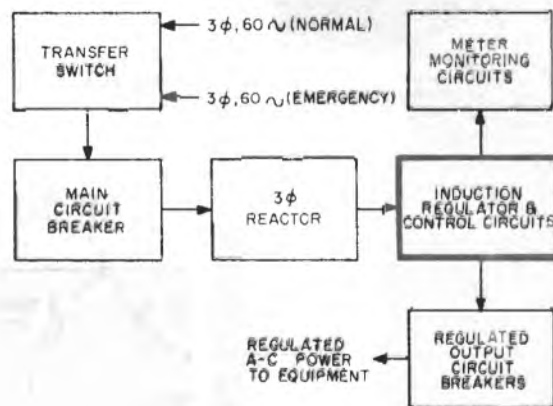 TRANSFER
SWITCH
3ϕ, 60 ∿ (NORMAL)
3ϕ, 60 ∿ (EMERGENCY)
METER
MONITORING
CIRCUITS
MAIN
CIRCUIT
BREAKER
3ϕ
REACTOR
INDUCTION
REGULATOR &
CONTROL CIRCUITS
REGULATED
A-C POWER
TO EQUIPMENT
REGULATED
OUTPUT
CIRCUIT
BREAKERS